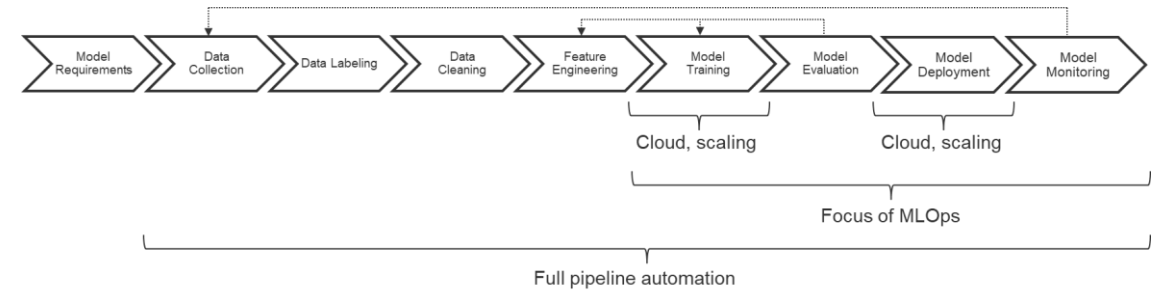 Model
Requirements
Data
Collection
Data Labeling
Data
Cleaning
Feature
Engineering
Model
Training
Model
Evaluation
Model
Deployment
Model
Monitoring
Cloud, scaling
Cloud, scaling
Focus of MLOps
Full pipeline automation